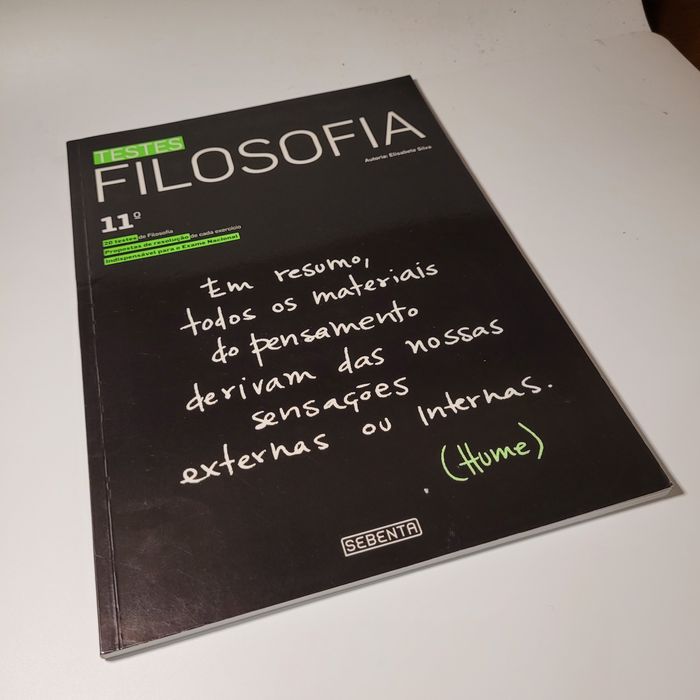 TESTES
FILOSOFIA
Autoria: Elisabete Silva
11º
20 testes de Filosofia
Propostas de resolução de cada exercício
Indispensável para o Exame Nacional
Em resumo,
todos os materiais
do pensamento
derivam das nossas
sensações
externas ou internas.
(Hume)
SEBENTA